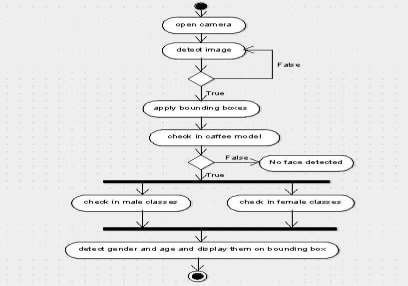 open camera
detect image
False
True
apply bounding boxes
check in caffee model
False
No face detected
True
check in male classes
check in female classes
detect gender and age and display them on bounding box